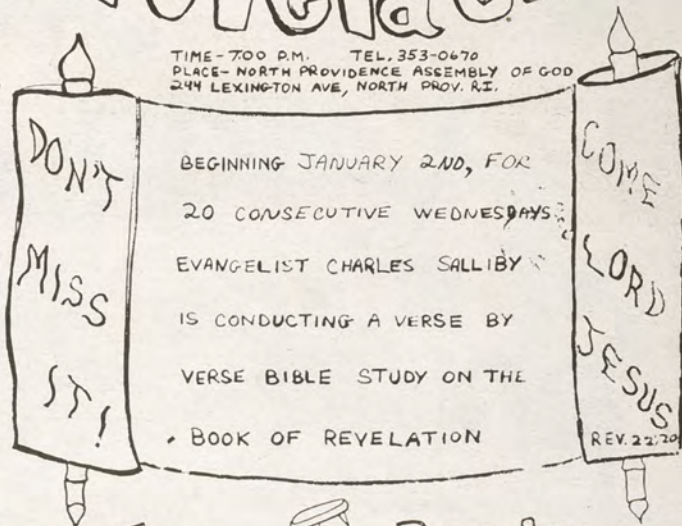 TIME-7:00 P.M. TEL. 353-0670
PLACE-NORTH PROVIDENCE ASSEMBLY OF GOD
244 LEXINGTON AVE, NORTH PROV. R.I.
DON'T
MISS
IT!
BEGINNING JANUARY 2ND, FOR
20 CONSECUTIVE WEDNESDAYS
EVANGELIST CHARLES SALLIBY
IS CONDUCTING A VERSE BY
VERSE BIBLE STUDY ON THE
BOOK OF REVELATION
COME
LORD
JESUS
REV. 22:20